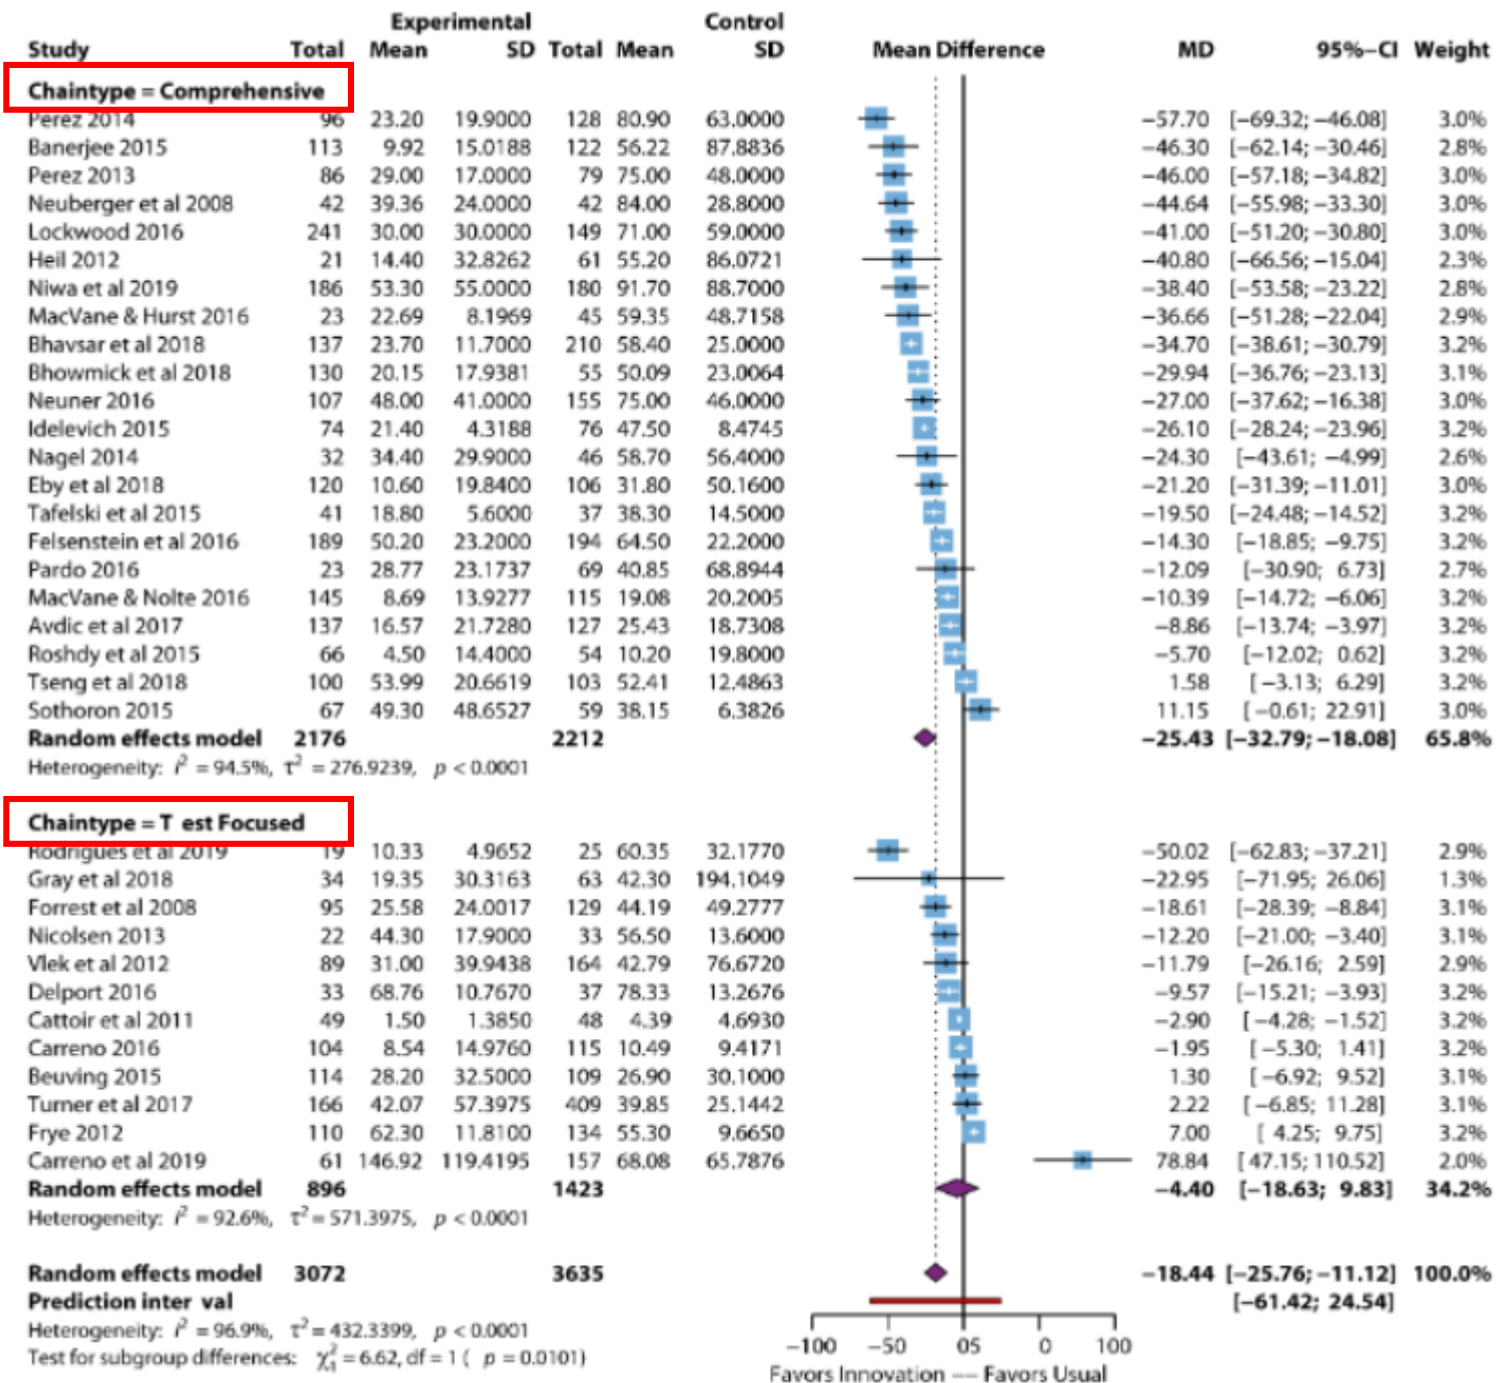 Experimental Control
Study Total Mean SD Total Mean SD Mean Difference MD 95%−CI Weight
Chaintype = Comprehensive
Perez 2014 96 23.20 19.9000 128 80.90 63.0000 −57.70 [−69.32; −46.08] 3.0%
Banerjee 2015 113 9.92 15.0188 122 56.22 87.8836 −46.30 [−62.14; −30.46] 2.8%
Perez 2013 86 29.00 17.0000 79 75.00 48.0000 −46.00 [−57.18; −34.82] 3.0%
Neuberger et al 2008 42 39.36 24.0000 42 84.00 28.8000 −44.64 [−55.98; −33.30] 3.0%
Lockwood 2016 241 30.00 30.0000 149 71.00 59.0000 −41.00 [−51.20; −30.80] 3.0%
Heil 2012 21 14.40 32.8262 61 55.20 86.0721 −40.80 [−66.56; −15.04] 2.3%
Niwa et al 2019 186 53.30 55.0000 180 91.70 88.7000 −38.40 [−53.58; −23.22] 2.8%
MacVane & Hurst 2016 23 22.69 8.1969 45 59.35 48.7158 −36.66 [−51.28; −22.04] 2.9%
Bhavsar et al 2018 137 23.70 11.7000 210 58.40 25.0000 −34.70 [−38.61; −30.79] 3.2%
Bhowmick et al 2018 130 20.15 17.9381 55 50.09 23.0064 −29.94 [−36.76; −23.13] 3.1%
Neuner 2016 107 48.00 41.0000 155 75.00 46.0000 −27.00 [−37.62; −16.38] 3.0%
Idelevich 2015 74 21.40 4.3188 76 47.50 8.4745 −26.10 [−28.24; −23.96] 3.2%
Nagel 2014 32 34.40 29.9000 46 58.70 56.4000 −24.30 [−43.61; −4.99] 2.6%
Eby et al 2018 120 10.60 19.8400 106 31.80 50.1600 −21.20 [−31.39; −11.01] 3.0%
Tafelski et al 2015 41 18.80 5.6000 37 38.30 14.5000 −19.50 [−24.48; −14.52] 3.2%
Felsenstein et al 2016 189 50.20 23.2000 194 64.50 22.2000 −14.30 [−18.85; −9.75] 3.2%
Pardo 2016 23 28.77 23.1737 69 40.85 68.8944 −12.09 [−30.90; 6.73] 2.7%
MacVane & Nolte 2016 145 8.69 13.9277 115 19.08 20.2005 −10.39 [−14.72; −6.06] 3.2%
Avdic et al 2017 137 16.57 21.7280 127 25.43 18.7308 −8.86 [−13.74; −3.97] 3.2%
Roshdy et al 2015 66 4.50 14.4000 54 10.20 19.8000 −5.70 [−12.02; 0.62] 3.2%
Tseng et al 2018 100 53.99 20.6619 103 52.41 12.4863 1.58 [−3.13; 6.29] 3.2%
Sothoron 2015 67 49.30 48.6527 59 38.15 6.3826 11.15 [−0.61; 22.91] 3.0%
Random effects model 2176 2212 −25.43 [−32.79; −18.08] 65.8%
Heterogeneity: I² = 94.5%, τ² = 276.9239, p < 0.0001
Chaintype = T est Focused
Rodrigues et al 2019 19 10.33 4.9652 25 60.35 32.1770 −50.02 [−62.83; −37.21] 2.9%
Gray et al 2018 34 19.35 30.3163 63 42.30 194.1049 −22.95 [−71.95; 26.06] 1.3%
Forrest et al 2008 95 25.58 24.0017 129 44.19 49.2777 −18.61 [−28.39; −8.84] 3.1%
Nicolsen 2013 22 44.30 17.9000 33 56.50 13.6000 −12.20 [−21.00; −3.40] 3.1%
Vlek et al 2012 89 31.00 39.9438 164 42.79 76.6720 −11.79 [−26.16; 2.59] 2.9%
Delport 2016 33 68.76 10.7670 37 78.33 13.2676 −9.57 [−15.21; −3.93] 3.2%
Cattoir et al 2011 49 1.50 1.3850 48 4.39 4.6930 −2.90 [−4.28; −1.52] 3.2%
Carreno 2016 104 8.54 14.9760 115 10.49 9.4171 −1.95 [−5.30; 1.41] 3.2%
Beuving 2015 114 28.20 32.5000 109 26.90 30.1000 1.30 [−6.92; 9.52] 3.1%
Turner et al 2017 166 42.07 57.3975 409 39.85 25.1442 2.22 [−6.85; 11.28] 3.1%
Frye 2012 110 62.30 11.8100 134 55.30 9.6650 7.00 [ 4.25; 9.75] 3.2%
Carreno et al 2019 61 146.92 119.4195 157 68.08 65.7876 78.84 [ 47.15; 110.52] 2.0%
Random effects model 896 1423 −4.40 [−18.63; 9.83] 34.2%
Heterogeneity: I² = 92.6%, τ² = 571.3975, p < 0.0001
Random effects model 3072 3635 −18.44 [−25.76; −11.12] 100.0%
Prediction inter val [−61.42; 24.54]
Heterogeneity: I² = 96.9%, τ² = 432.3399, p < 0.0001
Test for subgroup differences: χ²₁ = 6.62, df = 1 ( p = 0.0101)
−100 −50 05 0 100
Favors Innovation −−− Favors Usual